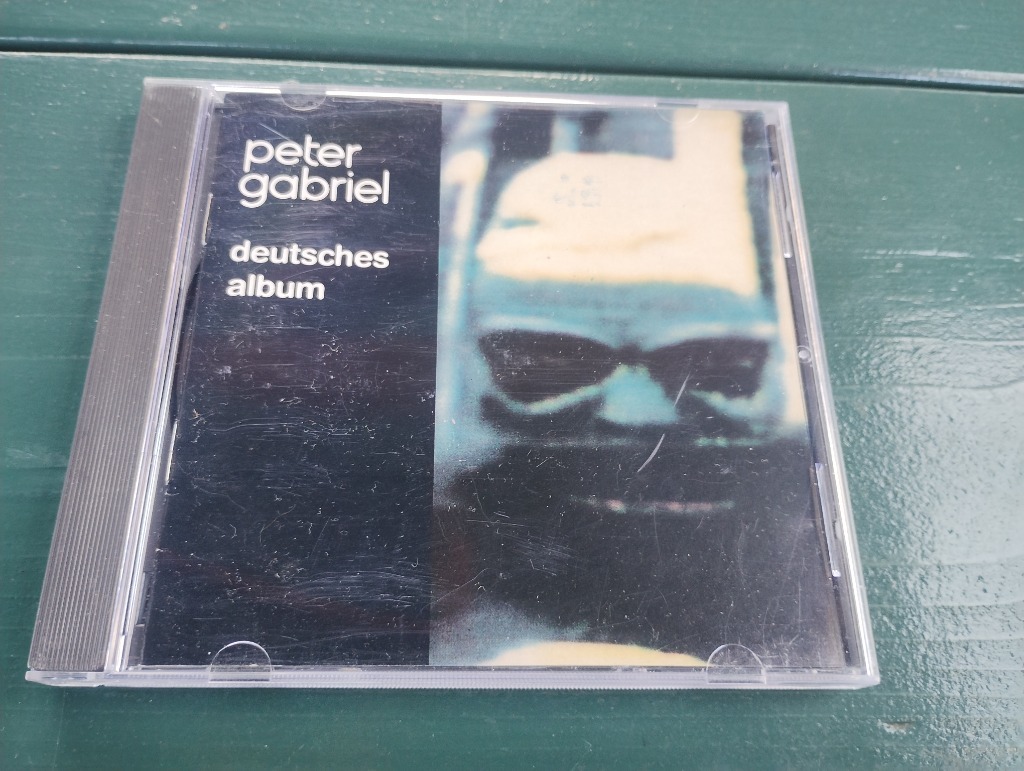 peter
gabriel
deutsches
album